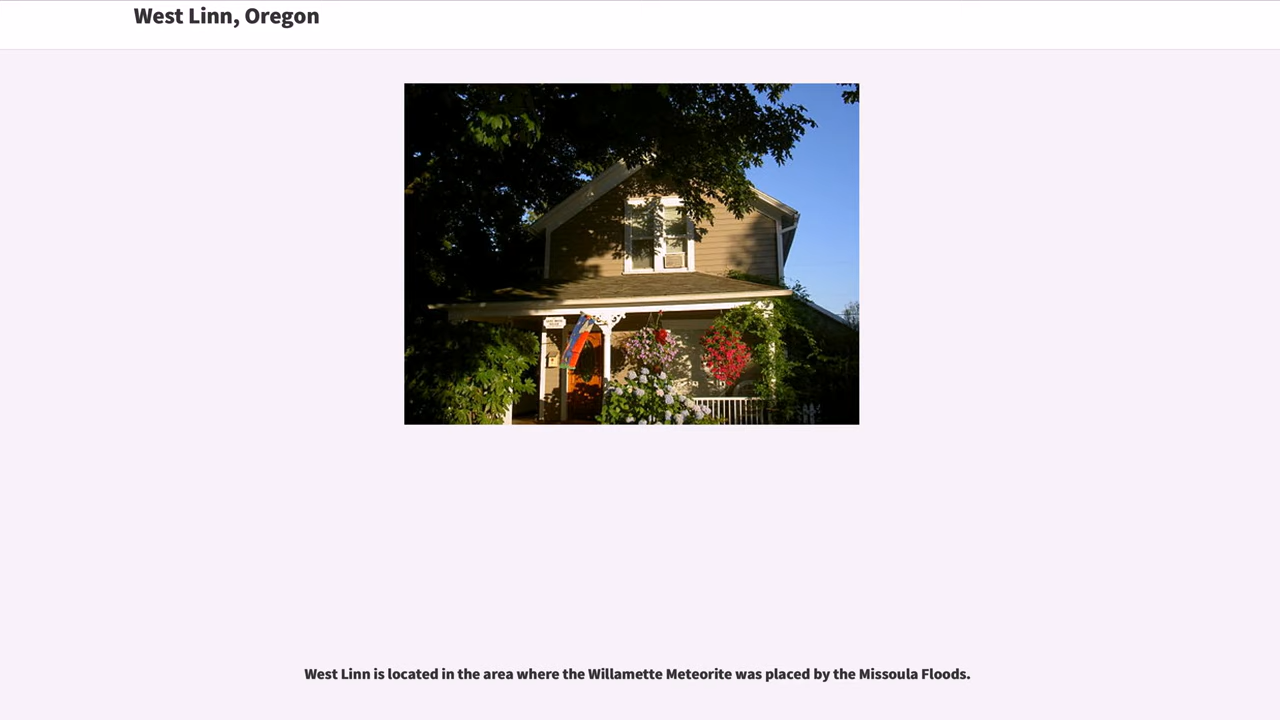 West Linn, Oregon
West Linn is located in the area where the Willamette Meteorite was placed by the Missoula Floods.